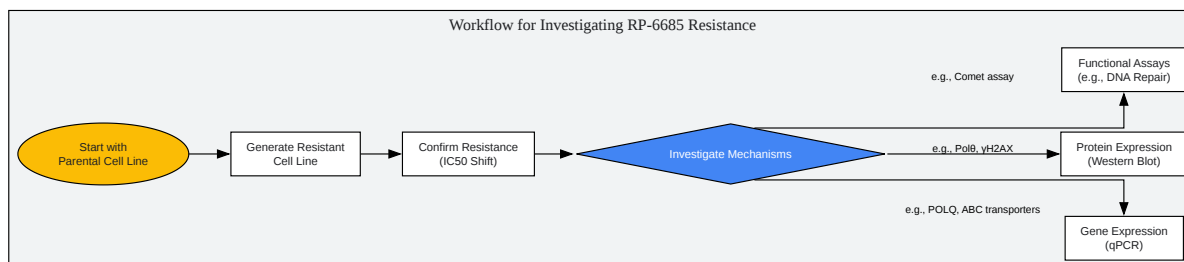 Workflow for Investigating RP-6685 Resistance
Start with
Parental Cell Line
Generate Resistant
Cell Line
Confirm Resistance
(IC50 Shift)
Investigate Mechanisms
e.g., Comet assay
Functional Assays
(e.g., DNA Repair)
e.g., Polθ, γH2AX
Protein Expression
(Western Blot)
e.g., POLQ, ABC transporters
Gene Expression
(qPCR)